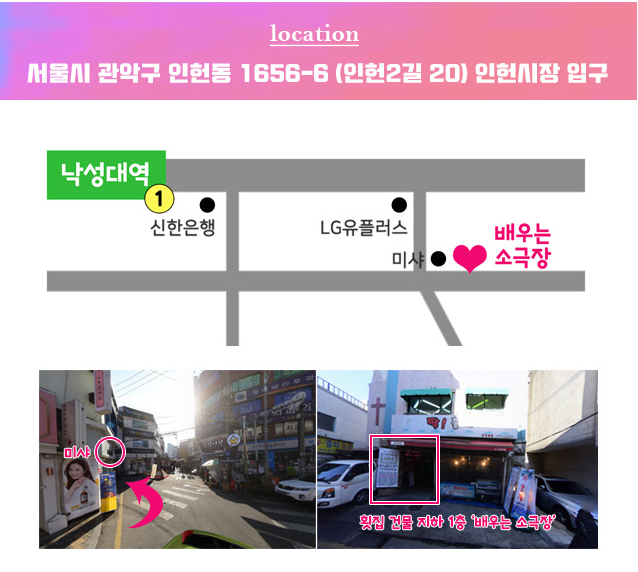 location
서울시 관악구 인헌동 1656-6 (인헌2길 20) 인헌시장 입구
낙성대역
1
신한은행
LG유플러스
미샤
배우는
소극장
미샤
횟집 건물 지하 1층 '배우는 소극장'